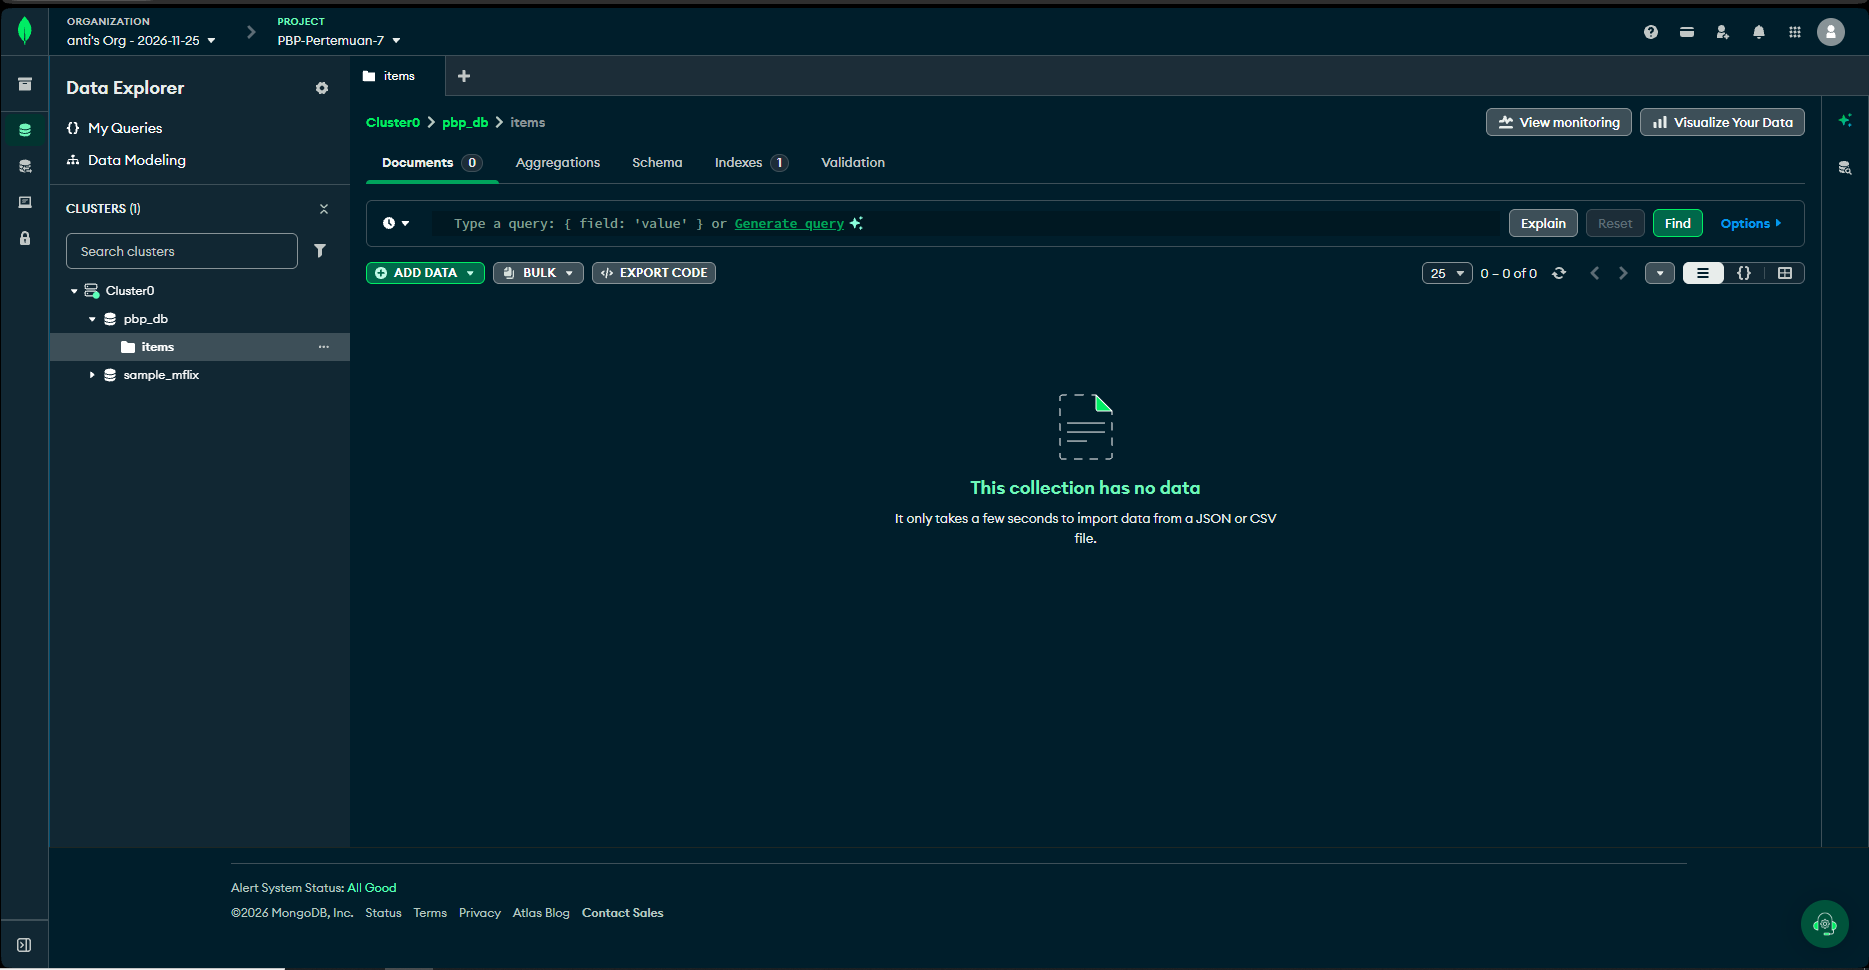 ORGANIZATION
anti's Org - 2026-11-25
PROJECT
PBP-Pertemuan-7
Data Explorer
My Queries
Data Modeling
CLUSTERS (1)
Search clusters
Cluster0
pbp_db
items
sample_mflix
items
Cluster0 pbp_db items
View monitoring
Visualize Your Data
Documents 0 Aggregations Schema Indexes 1 Validation
Type a query: { field: 'value' } or Generate query
Explain Reset Find Options
ADD DATA BULK EXPORT CODE
25 0 – 0 of 0
This collection has no data
It only takes a few seconds to import data from a JSON or CSV
file.
Alert System Status: All Good
©2026 MongoDB, Inc. Status Terms Privacy Atlas Blog Contact Sales